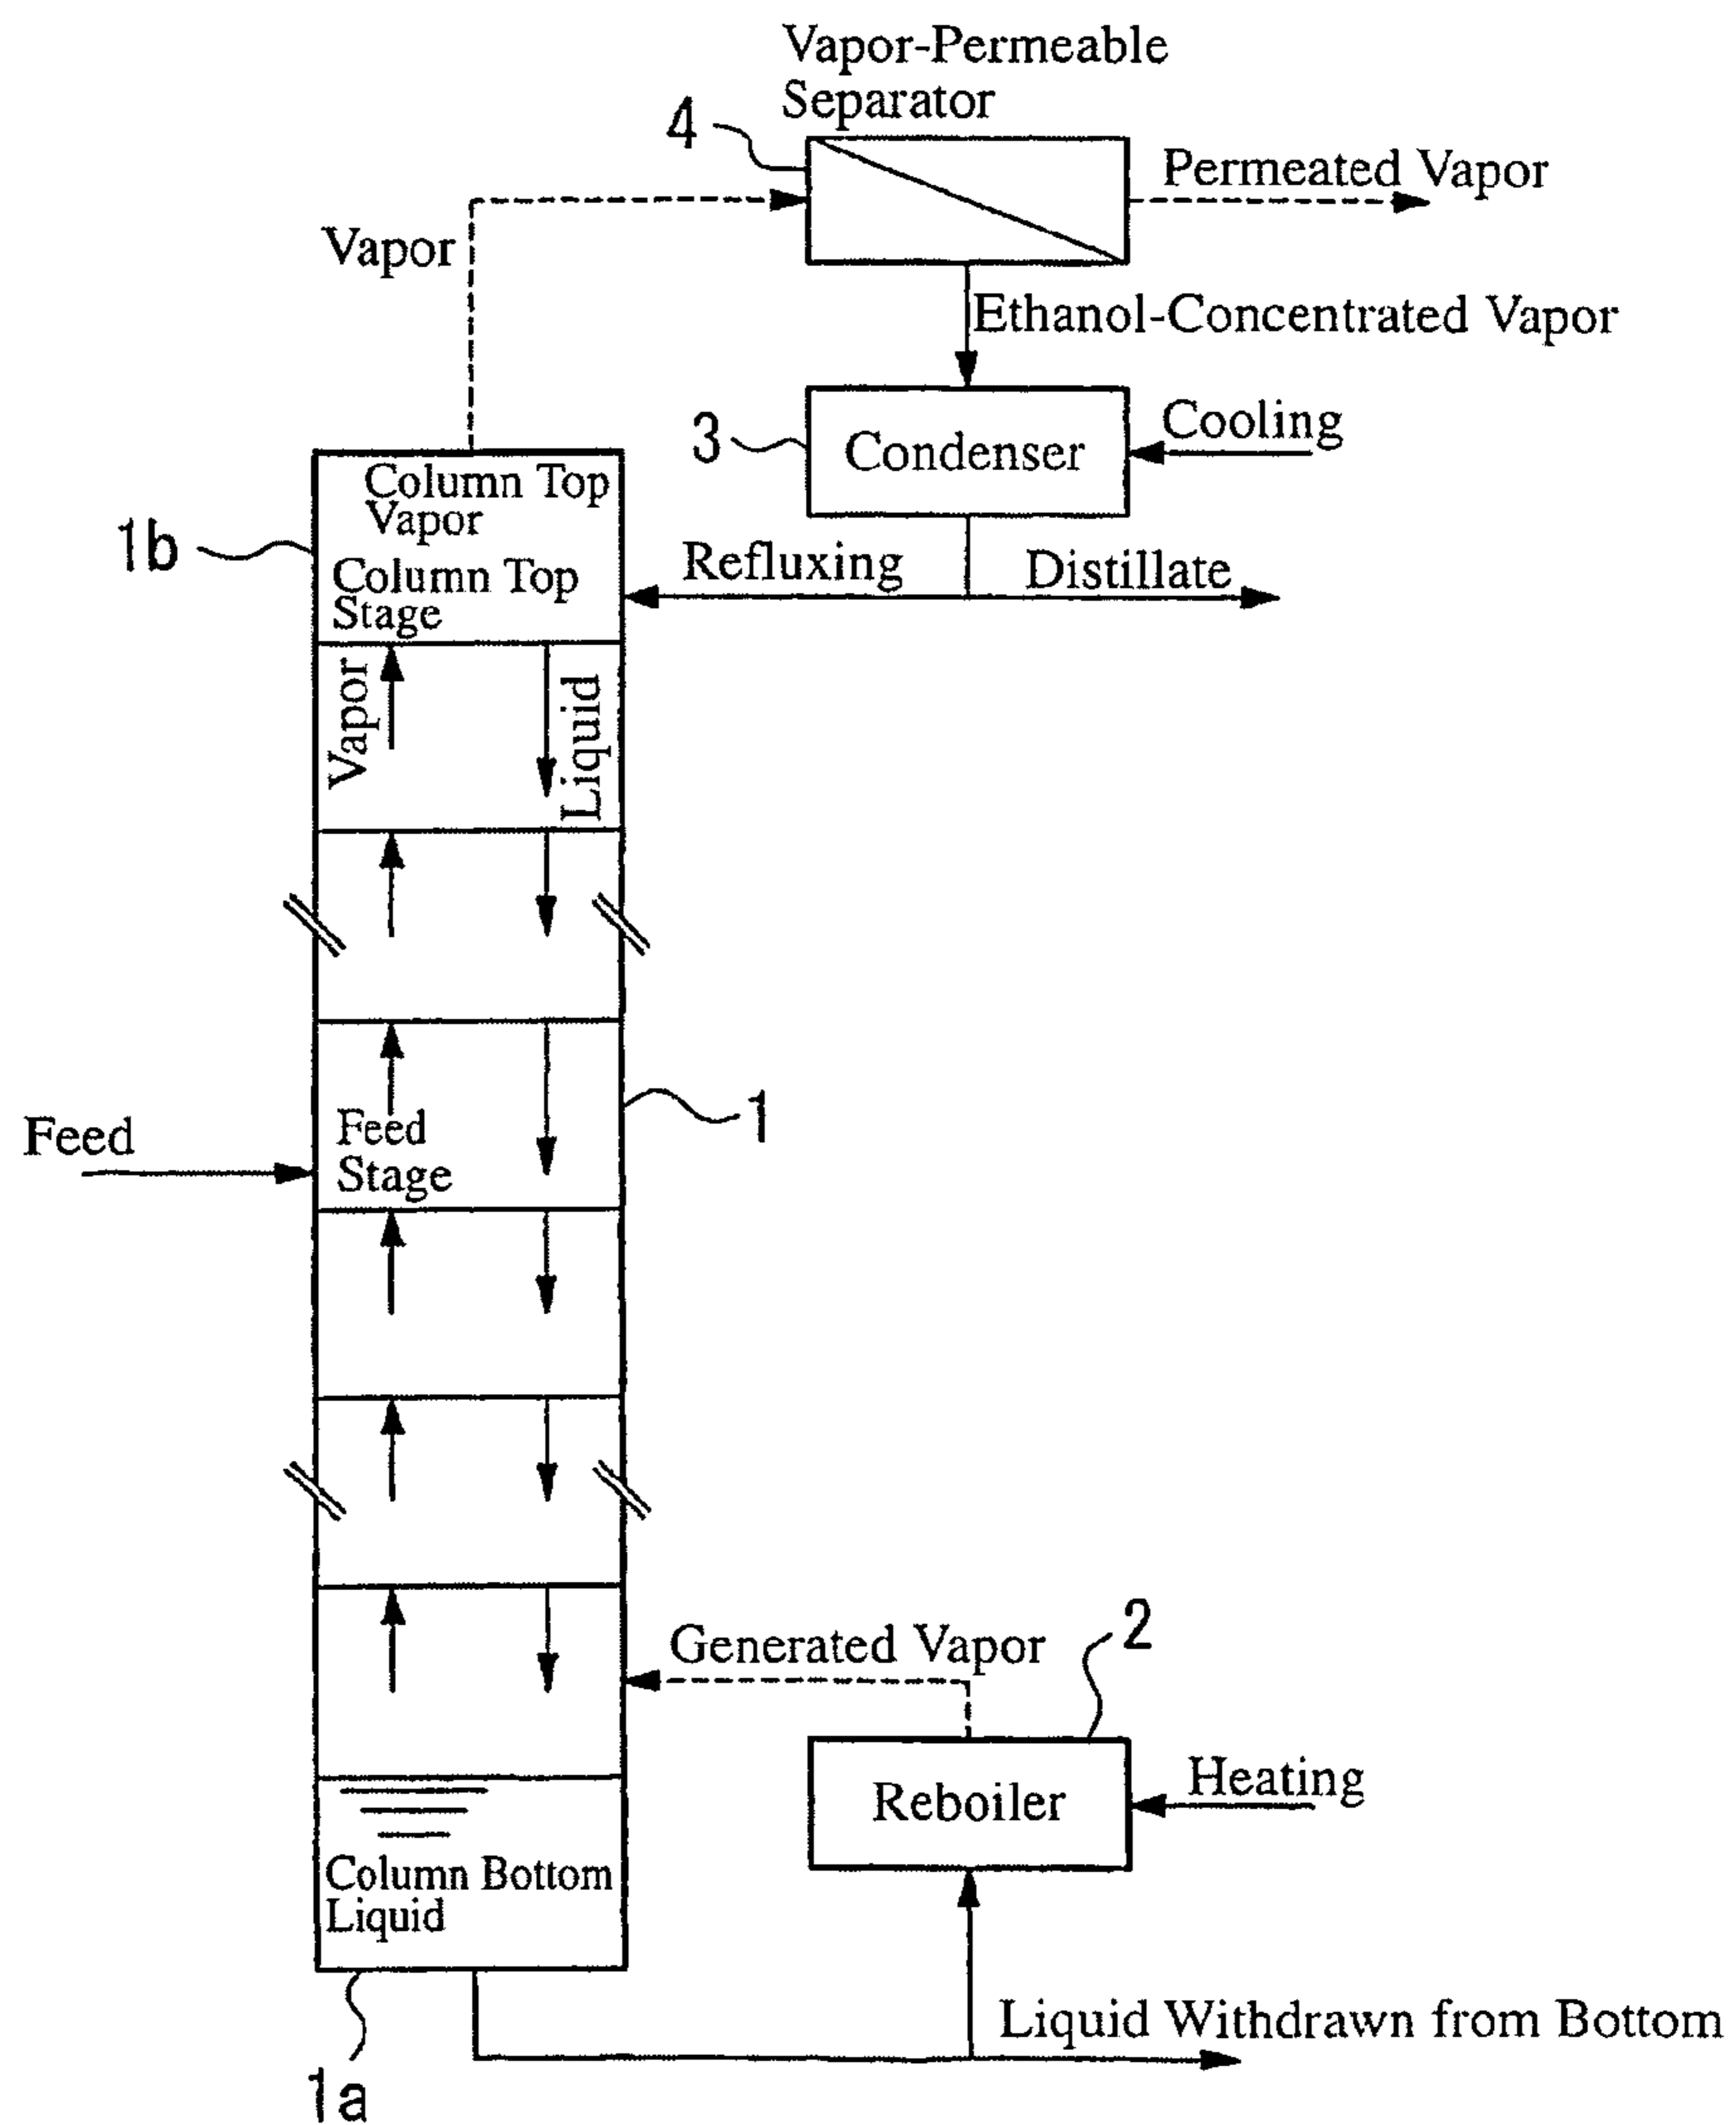 Vapor-Permeable
Separator
4
Permeated Vapor
Vapor
Ethanol-Concentrated Vapor
3
Condenser
Cooling
Column Top
Vapor
1b
Column Top
Stage
Refluxing
Distillate
Vapor
Liquid
1
Feed
Feed
Stage
Generated Vapor
2
Reboiler
Heating
Column Bottom
Liquid
Liquid Withdrawn from Bottom
1a